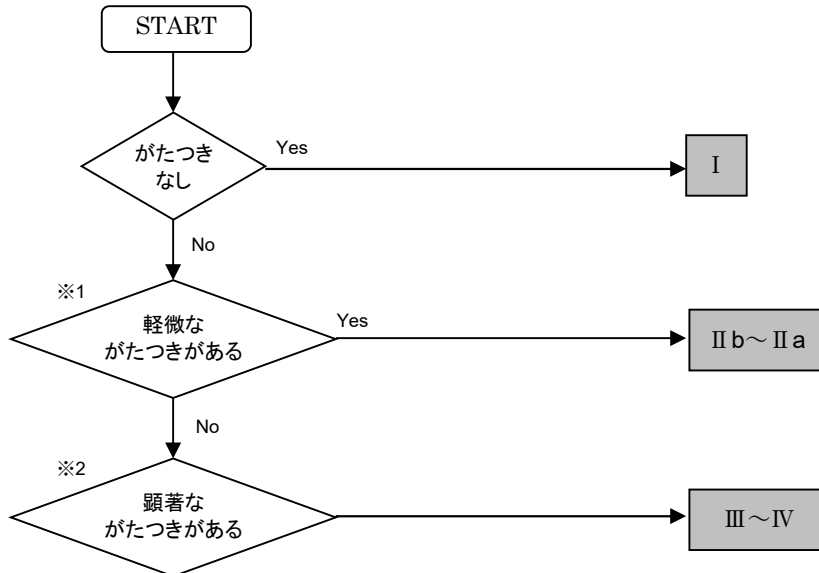 START
がたつき
なし
Yes
Ⅰ
No
※1
軽微な
がたつきがある
Yes
Ⅱb～Ⅱa
No
※2
顕著な
がたつきがある
Ⅲ～Ⅳ